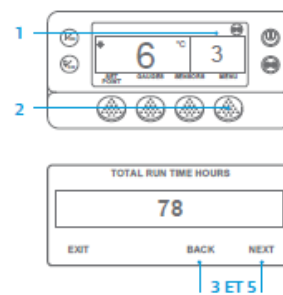 1
6 °C 3
SET POINT GAUGES SENSORS MENU
2
TOTAL RUN TIME HOURS
78
EXIT BACK NEXT
3 ET 5